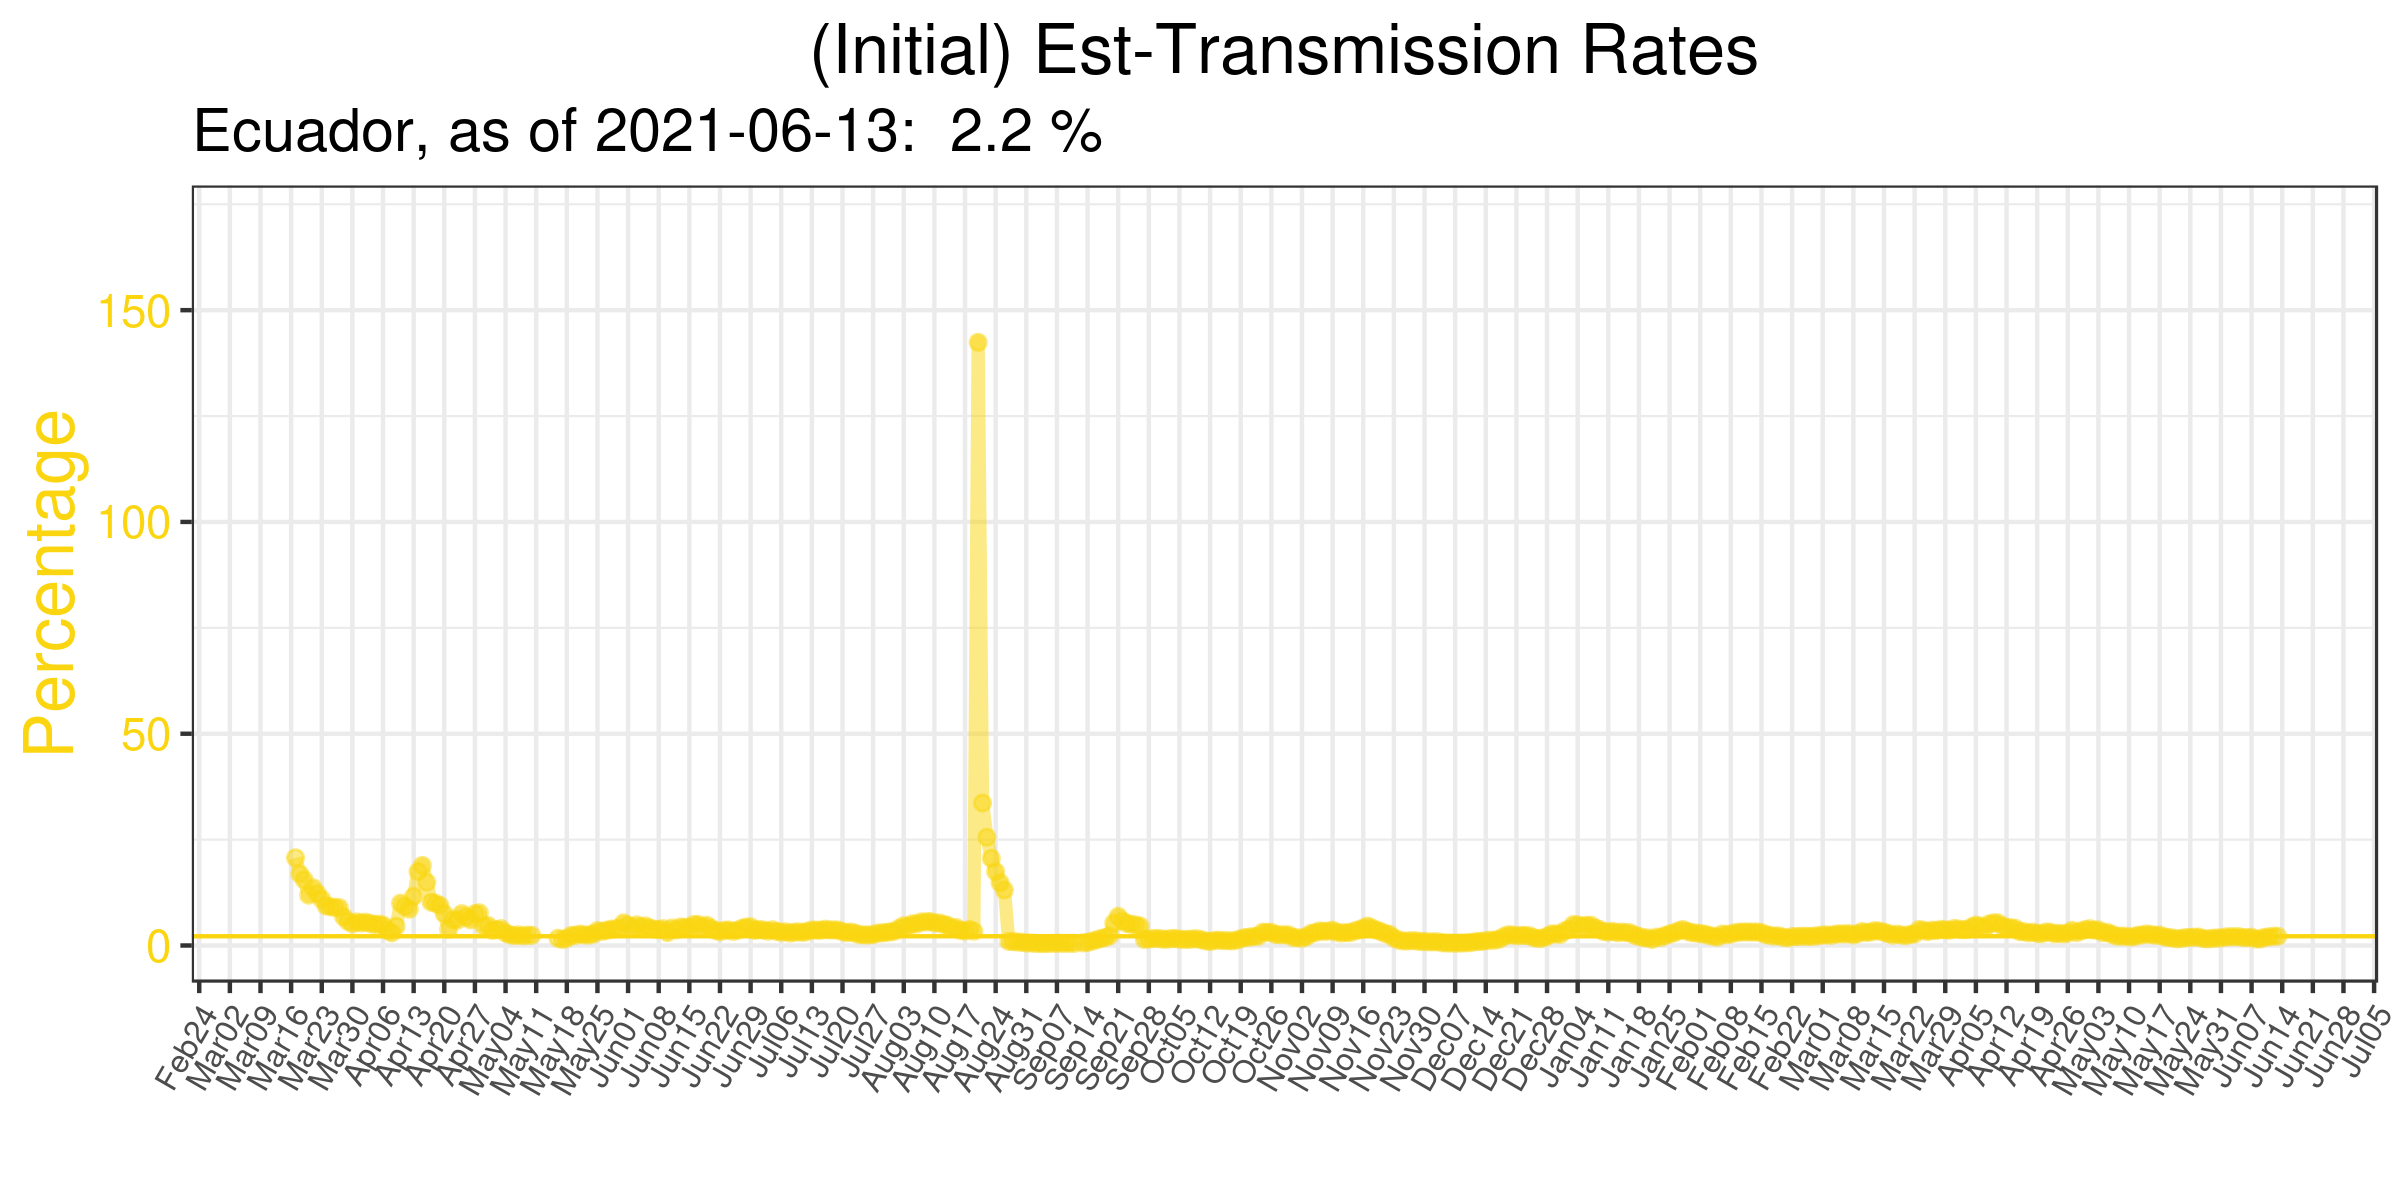 (Initial) Est-Transmission Rates
Ecuador, as of 2021-06-13:  2.2 %
Percentage
150
100
50
0
Feb24 Mar02 Mar09 Mar16 Mar23 Mar30 Apr06 Apr13 Apr20 Apr27 May04 May11 May18 May25 Jun01 Jun08 Jun15 Jun22 Jun29 Jul06 Jul13 Jul20 Jul27 Aug03 Aug10 Aug17 Aug24 Aug31 Sep07 Sep14 Sep21 Sep28 Oct05 Oct12 Oct19 Oct26 Nov02 Nov09 Nov16 Nov23 Nov30 Dec07 Dec14 Dec21 Dec28 Jan04 Jan11 Jan18 Jan25 Feb01 Feb08 Feb15 Feb22 Mar01 Mar08 Mar15 Mar22 Mar29 Apr05 Apr12 Apr19 Apr26 May03 May10 May17 May24 May31 Jun07 Jun14 Jun21 Jun28 Jul05